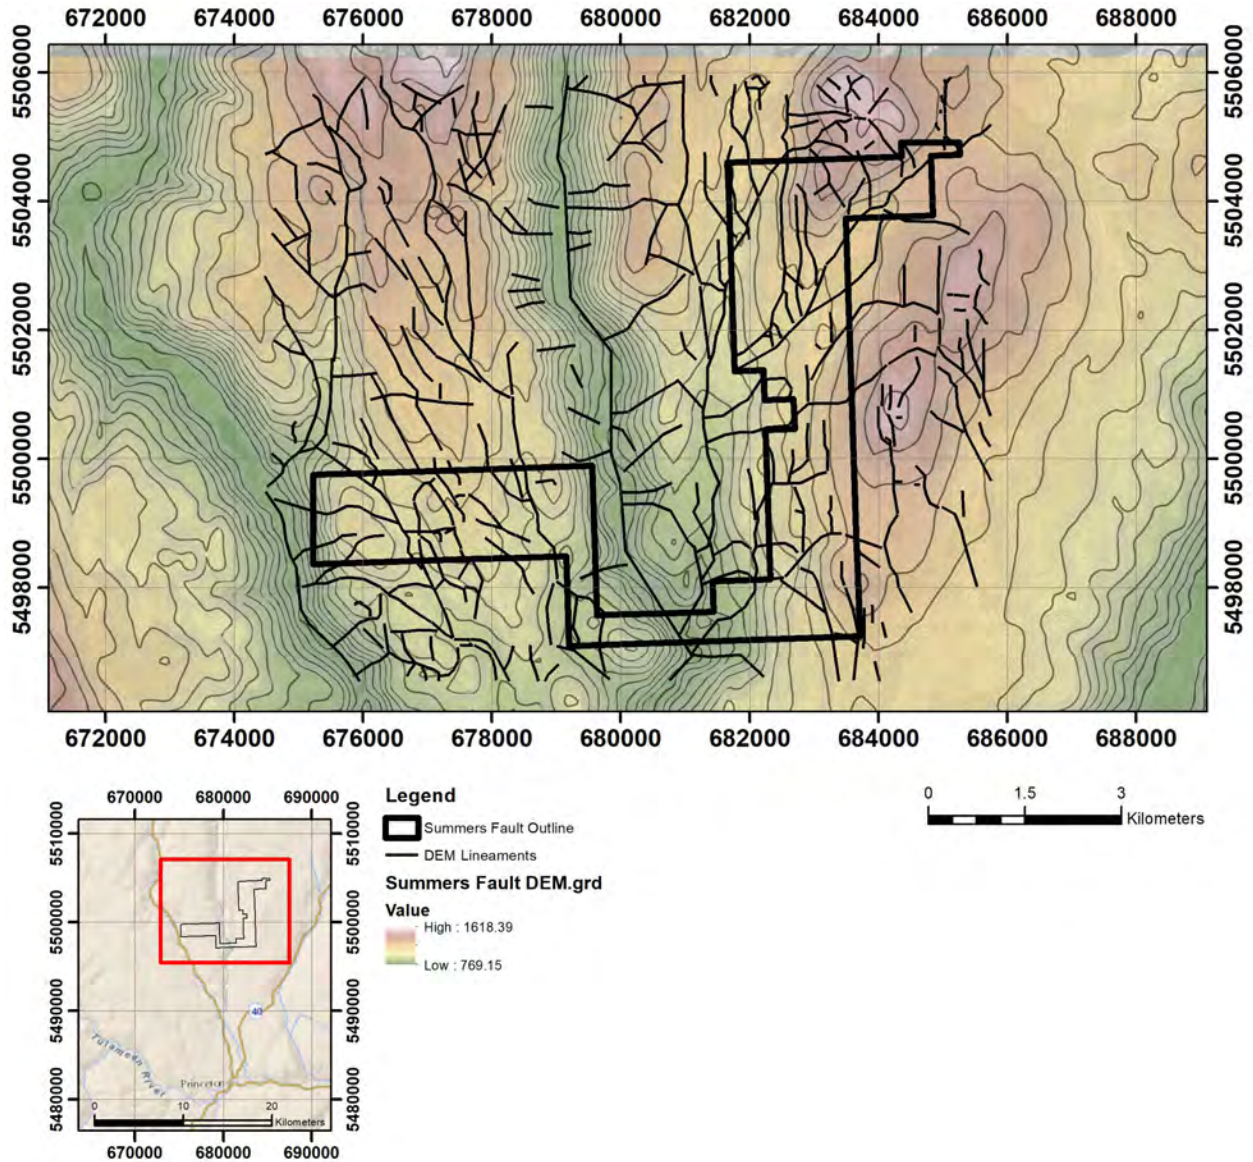 672000 674000 676000 678000 680000 682000 684000 686000 688000
5506000 5506000
5504000 5504000
5502000 5502000
5500000 5500000
5498000 5498000
672000 674000 676000 678000 680000 682000 684000 686000 688000
670000 680000 690000
5510000 5510000
5500000 5500000
5490000 5490000
5480000 5480000
40
Tulameen River
Princeton
0 10 20
Kilometers
670000 680000 690000
Legend
Summers Fault Outline
DEM Lineaments
Summers Fault DEM.grd
Value
High : 1618.39
Low : 769.15
0 1.5 3
Kilometers